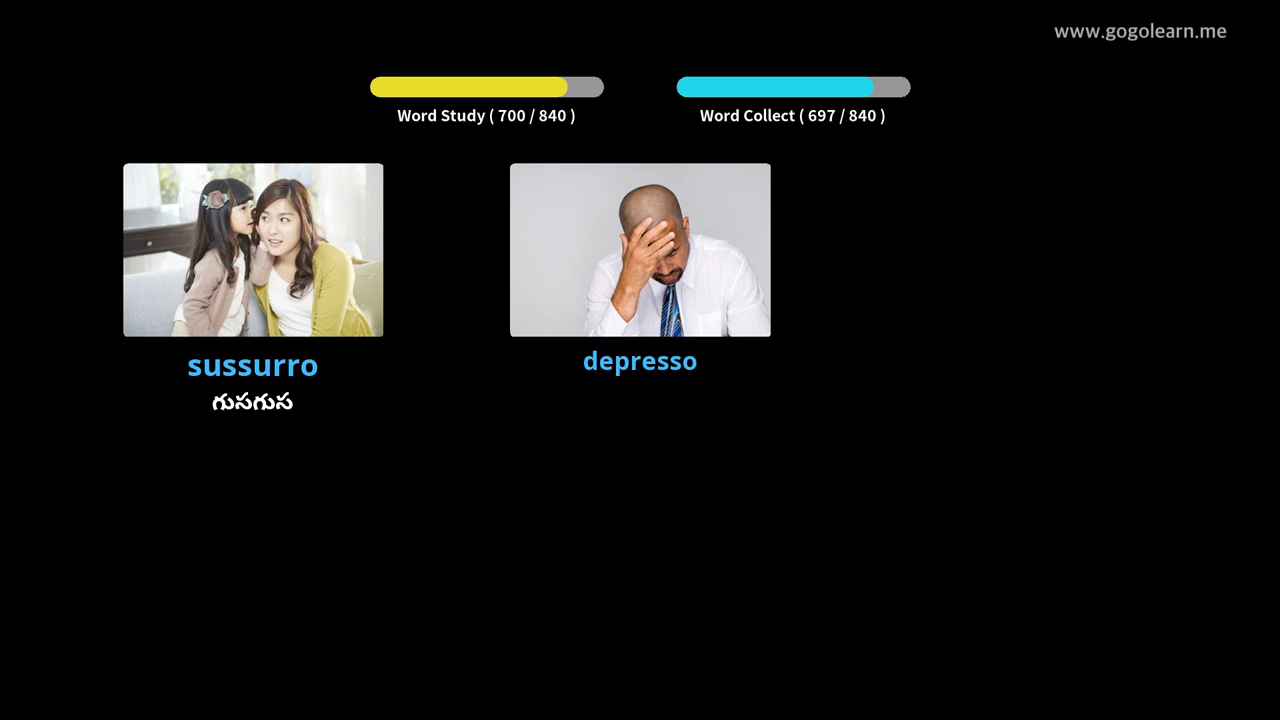 www.gogolearn.me
Word Study ( 700 / 840 )
Word Collect ( 697 / 840 )
sussurro
depresso
గుసగుస